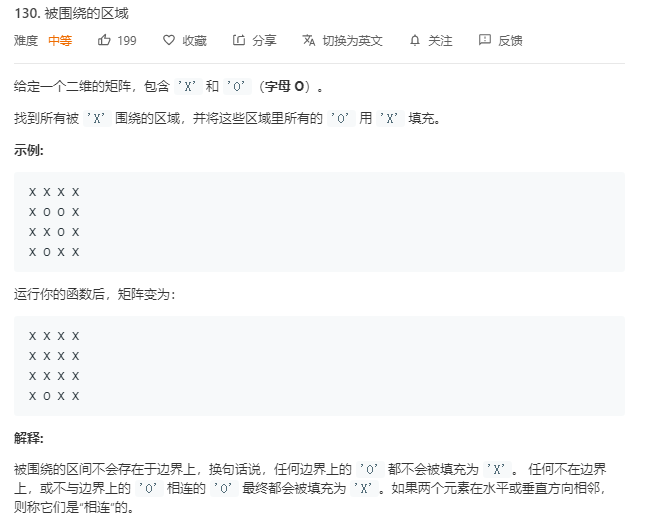 130. 被围绕的区域
难度 中等 199 收藏 分享 切换为英文 关注 反馈
给定一个二维的矩阵，包含 'X' 和 'O'（字母 O）。
找到所有被 'X' 围绕的区域，并将这些区域里所有的 'O' 用 'X' 填充。
示例:
X X X X
X O O X
X X O X
X O X X
运行你的函数后，矩阵变为：
X X X X
X X X X
X X X X
X O X X
解释:
被围绕的区间不会存在于边界上，换句话说，任何边界上的 'O' 都不会被填充为 'X'。 任何不在边界
上，或不与边界上的 'O' 相连的 'O' 最终都会被填充为 'X'。如果两个元素在水平或垂直方向相邻，
则称它们是“相连”的。